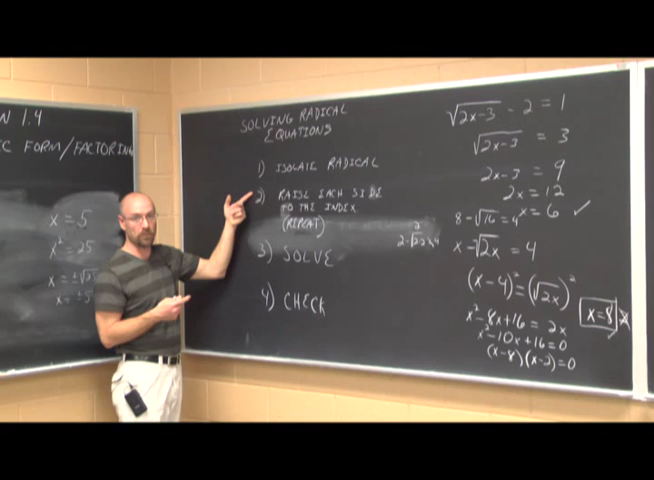 N 1.4
C FORM/FACTORING
x = 5
x² = 25
x = ±√25
x = ±5
SOLVING RADICAL
EQUATIONS
1) ISOLATE RADICAL
2) RAISE EACH SIDE
TO THE INDEX
(REPEAT)
3) SOLVE
4) CHECK
√2x-3 - 2 = 1
√2x-3 = 3
2x-3 = 9
2x = 12
x = 6 ✓
8-√16 = 4
x-√2x = 4
(x-4)² = (√2x)²
x² - 8x + 16 = 2x
x² - 10x + 16 = 0
(x-8)(x-2) = 0
x = 8